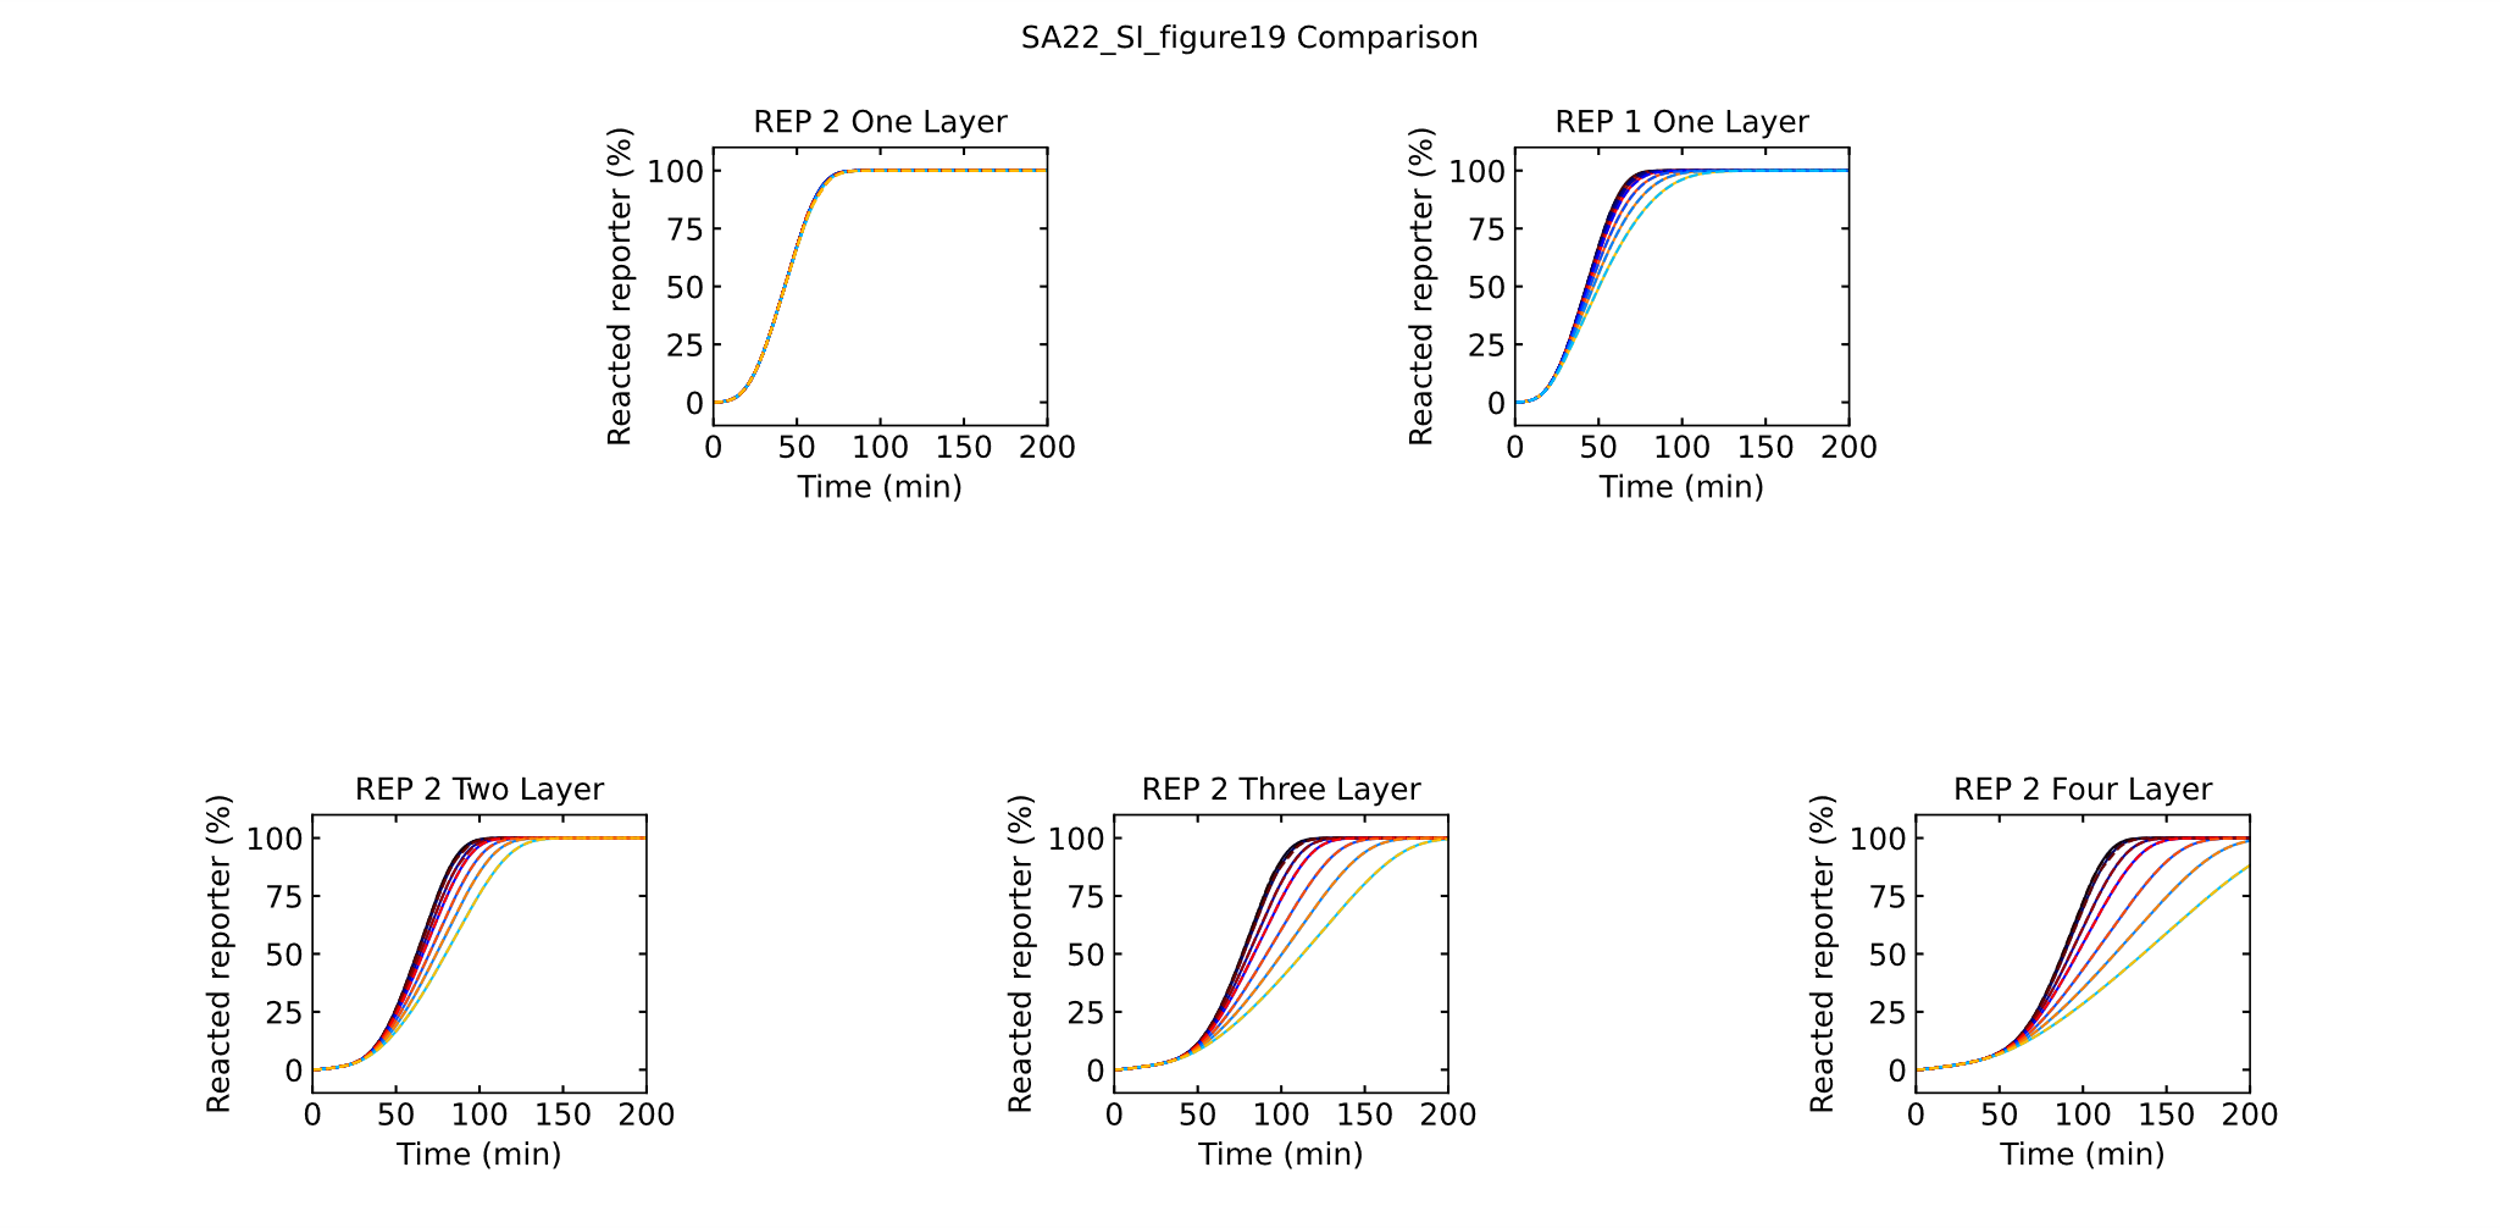 SA22_SI_figure19 Comparison
REP 2 One Layer
Reacted reporter (%)
100
75
50
25
0
0 50 100 150 200
Time (min)
REP 1 One Layer
Reacted reporter (%)
100
75
50
25
0
0 50 100 150 200
Time (min)
REP 2 Two Layer
Reacted reporter (%)
100
75
50
25
0
0 50 100 150 200
Time (min)
REP 2 Three Layer
Reacted reporter (%)
100
75
50
25
0
0 50 100 150 200
Time (min)
REP 2 Four Layer
Reacted reporter (%)
100
75
50
25
0
0 50 100 150 200
Time (min)